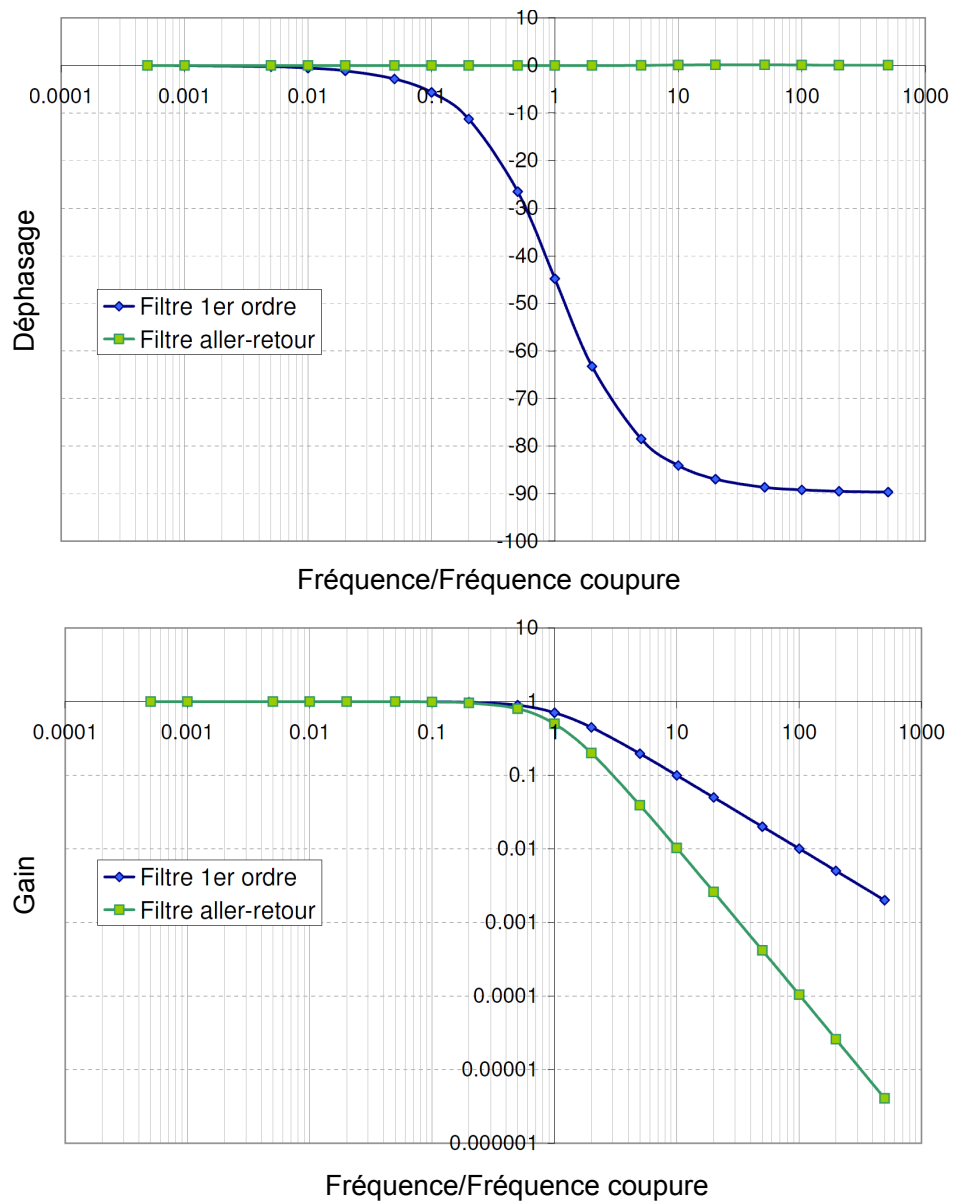 10
0
0.0001 0.001 0.01 0.1 1 10 100 1000
-10
-20
-30
-40
-50
-60
-70
-80
-90
-100
Déphasage
Filtre 1er ordre
Filtre aller-retour
Fréquence/Fréquence coupure
10
1
0.0001 0.001 0.01 0.1 1 10 100 1000
0.1
0.01
0.001
0.0001
0.00001
0.000001
Gain
Filtre 1er ordre
Filtre aller-retour
Fréquence/Fréquence coupure